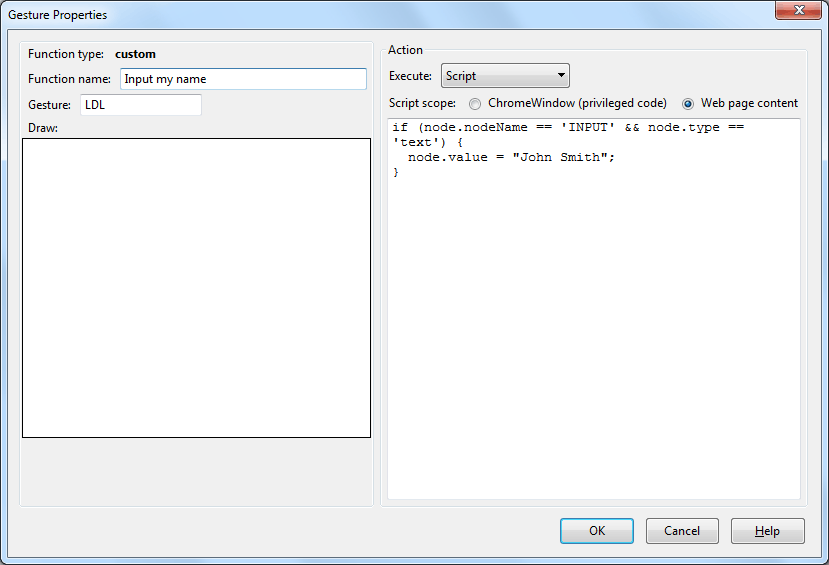 Gesture Properties
Function type: custom
Function name: Input my name
Gesture: LDL
Draw:
Action
Execute: Script
Script scope: ChromeWindow (privileged code) Web page content
if (node.nodeName == 'INPUT' && node.type ==
'text') {
  node.value = "John Smith";
}
OK Cancel Help